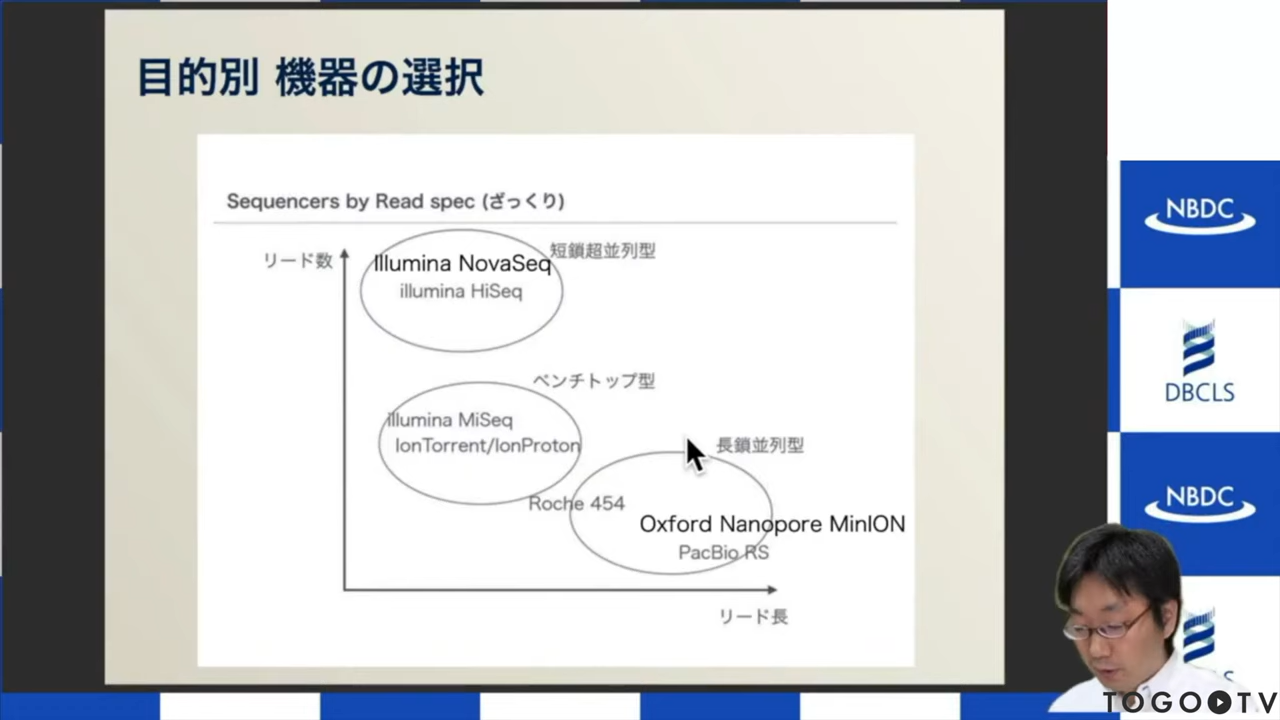 目的別 機器の選択
Sequencers by Read spec (ざっくり)
リード数
短鎖超並列型
Illumina NovaSeq
illumina HiSeq
ベンチトップ型
illumina MiSeq
IonTorrent/IonProton
長鎖並列型
Roche 454
Oxford Nanopore MinION
PacBio RS
リード長
NBDC
DBCLS
NBDC
TOGOTV